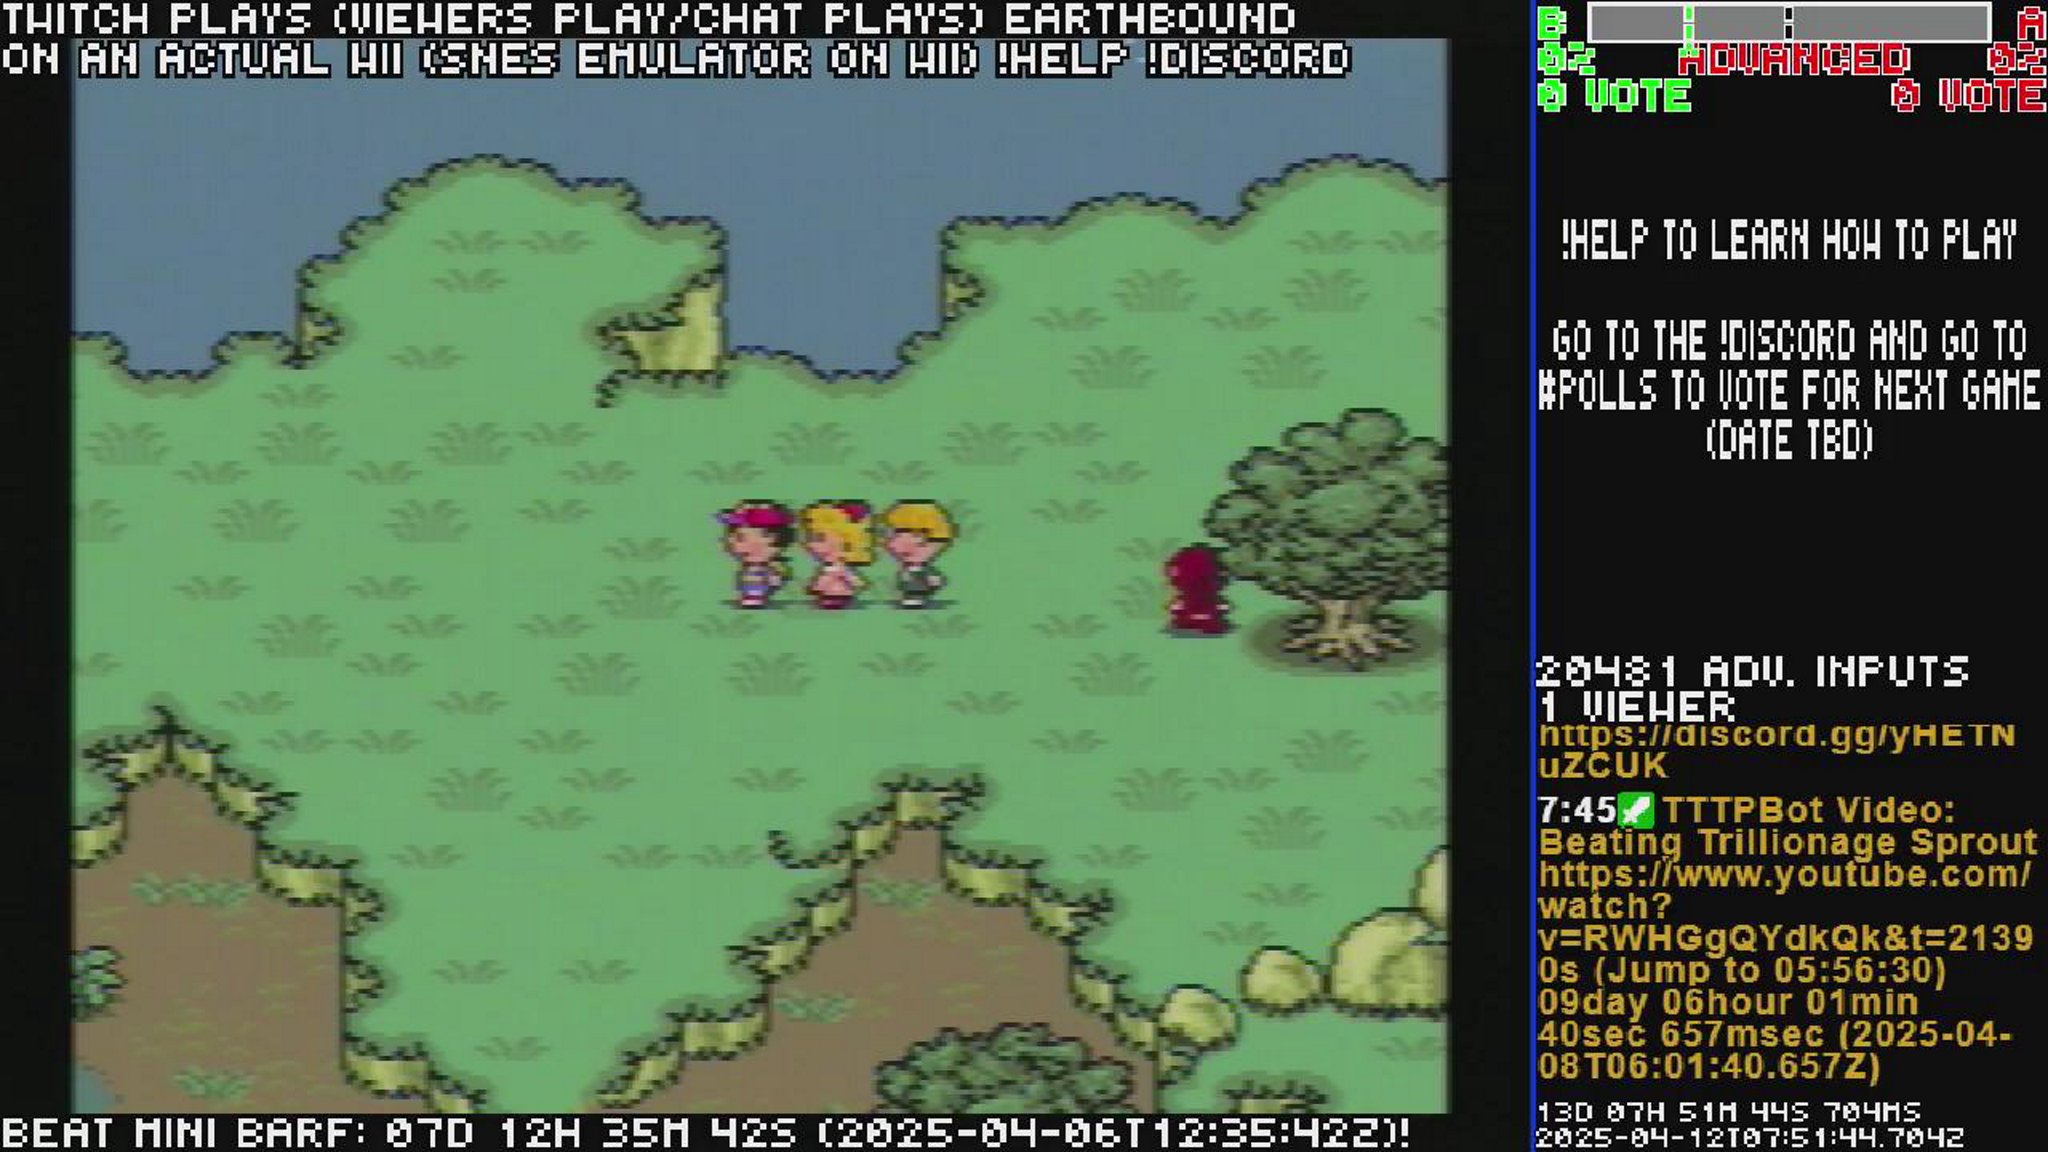 TWITCH PLAYS (VIEWERS PLAY/CHAT PLAYS) EARTHBOUND
ON AN ACTUAL WII (SNES EMULATOR ON WII) !HELP !DISCORD
B A
0% ADVANCED 0%
0 VOTE 0 VOTE
!HELP TO LEARN HOW TO PLAY
GO TO THE !DISCORD AND GO TO
#POLLS TO VOTE FOR NEXT GAME
(DATE TBD)
20481 ADV. INPUTS
1 VIEWER
https://discord.gg/yHETN
uZCUK
7:45 TTTPBot Video:
Beating Trillionage Sprout
https://www.youtube.com/
watch?
v=RWHGgQYdkQk&t=2139
0s (Jump to 05:56:30)
09day 06hour 01min
40sec 657msec (2025-04-
08T06:01:40.657Z)
13D 07H 51M 44S 704MS
2025-04-12T07:51:44.704Z
BEAT MINI BARF: 07D 12H 35M 42S (2025-04-06T12:35:42Z)!